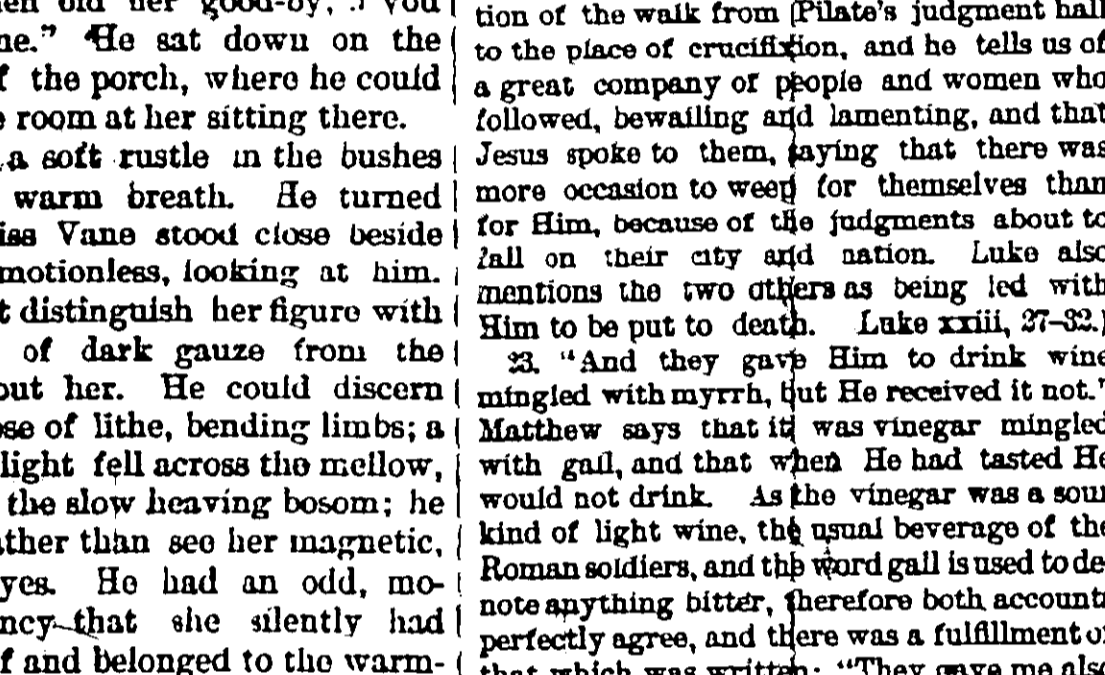 ne." He sat down on the
f the porch, where he could
room at her sitting there.
a soft rustle in the bushes
warm breath. He turned
iss Vane stood close beside
motionless, looking at him.
t distinguish her figure with
of dark gauze from the
out her. He could discern
ose of lithe, bending limbs; a
light fell across the mellow,
the slow heaving bosom; he
ather than see her magnetic,
yes. He had an odd, mo-
ncy that she silently had
f and belonged to the warm-
tion of the walk from (Pilate's judgment hall
to the place of crucifixion, and he tells us of
a great company of people and women who
followed, bewailing and lamenting, and that
Jesus spoke to them, saying that there was
more occasion to weep for themselves than
for Him, because of the judgments about to
fall on their city and nation. Luke also
mentions the two others as being led with
Him to be put to death. Luke xxiii, 27-32.)
23. "And they gave Him to drink wine
mingled with myrrh, but He received it not."
Matthew says that it was vinegar mingled
with gall, and that when He had tasted He
would not drink. As the vinegar was a sour
kind of light wine, the usual beverage of the
Roman soldiers, and the word gall is used to de-
note anything bitter, therefore both accounts
perfectly agree, and there was a fulfillment of
that which was written: "They gave me also